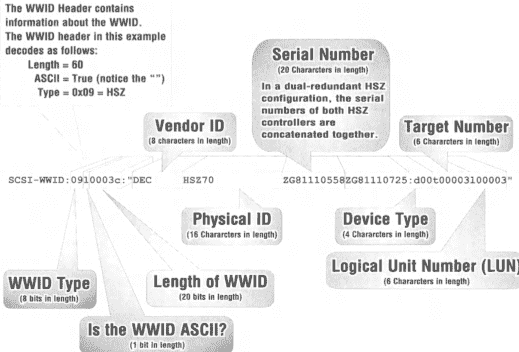 The WWID Header contains
information about the WWID.
The WWID header in this example
decodes as follows:
Length = 60
ASCII = True (notice the “”)
Type = 0x09 = HSZ
Serial Number
(20 Chararcters in length)
In a dual-redundant HSZ
configuration, the serial
numbers of both HSZ
controllers are
concatenated together.
Vendor ID
(8 characters in length)
Target Number
(6 Chararcters in length)
SCSI-WWID:0910003c:"DEC HSZ70 ZG81110558ZG81110725:d00t00003100003"
Physical ID
(16 Chararcters in length)
Device Type
(4 Chararcters in length)
Logical Unit Number (LUN)
(6 Chararcters in length)
WWID Type
(8 bits in length)
Length of WWID
(20 bits in length)
Is the WWID ASCII?
(1 bit in length)